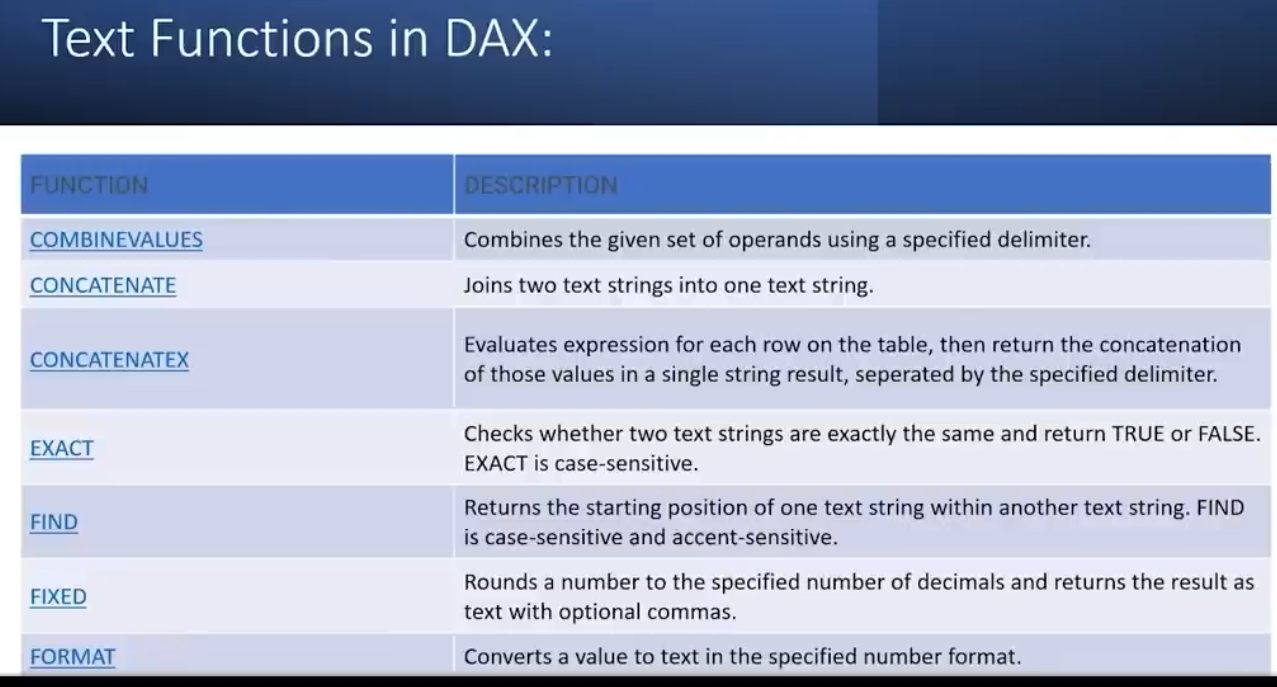 Text Functions in DAX:
FUNCTION DESCRIPTION
COMBINEVALUES Combines the given set of operands using a specified delimiter.
CONCATENATE Joins two text strings into one text string.
CONCATENATEX Evaluates expression for each row on the table, then return the concatenation
of those values in a single string result, seperated by the specified delimiter.
EXACT Checks whether two text strings are exactly the same and return TRUE or FALSE.
EXACT is case-sensitive.
FIND Returns the starting position of one text string within another text string. FIND
is case-sensitive and accent-sensitive.
FIXED Rounds a number to the specified number of decimals and returns the result as
text with optional commas.
FORMAT Converts a value to text in the specified number format.